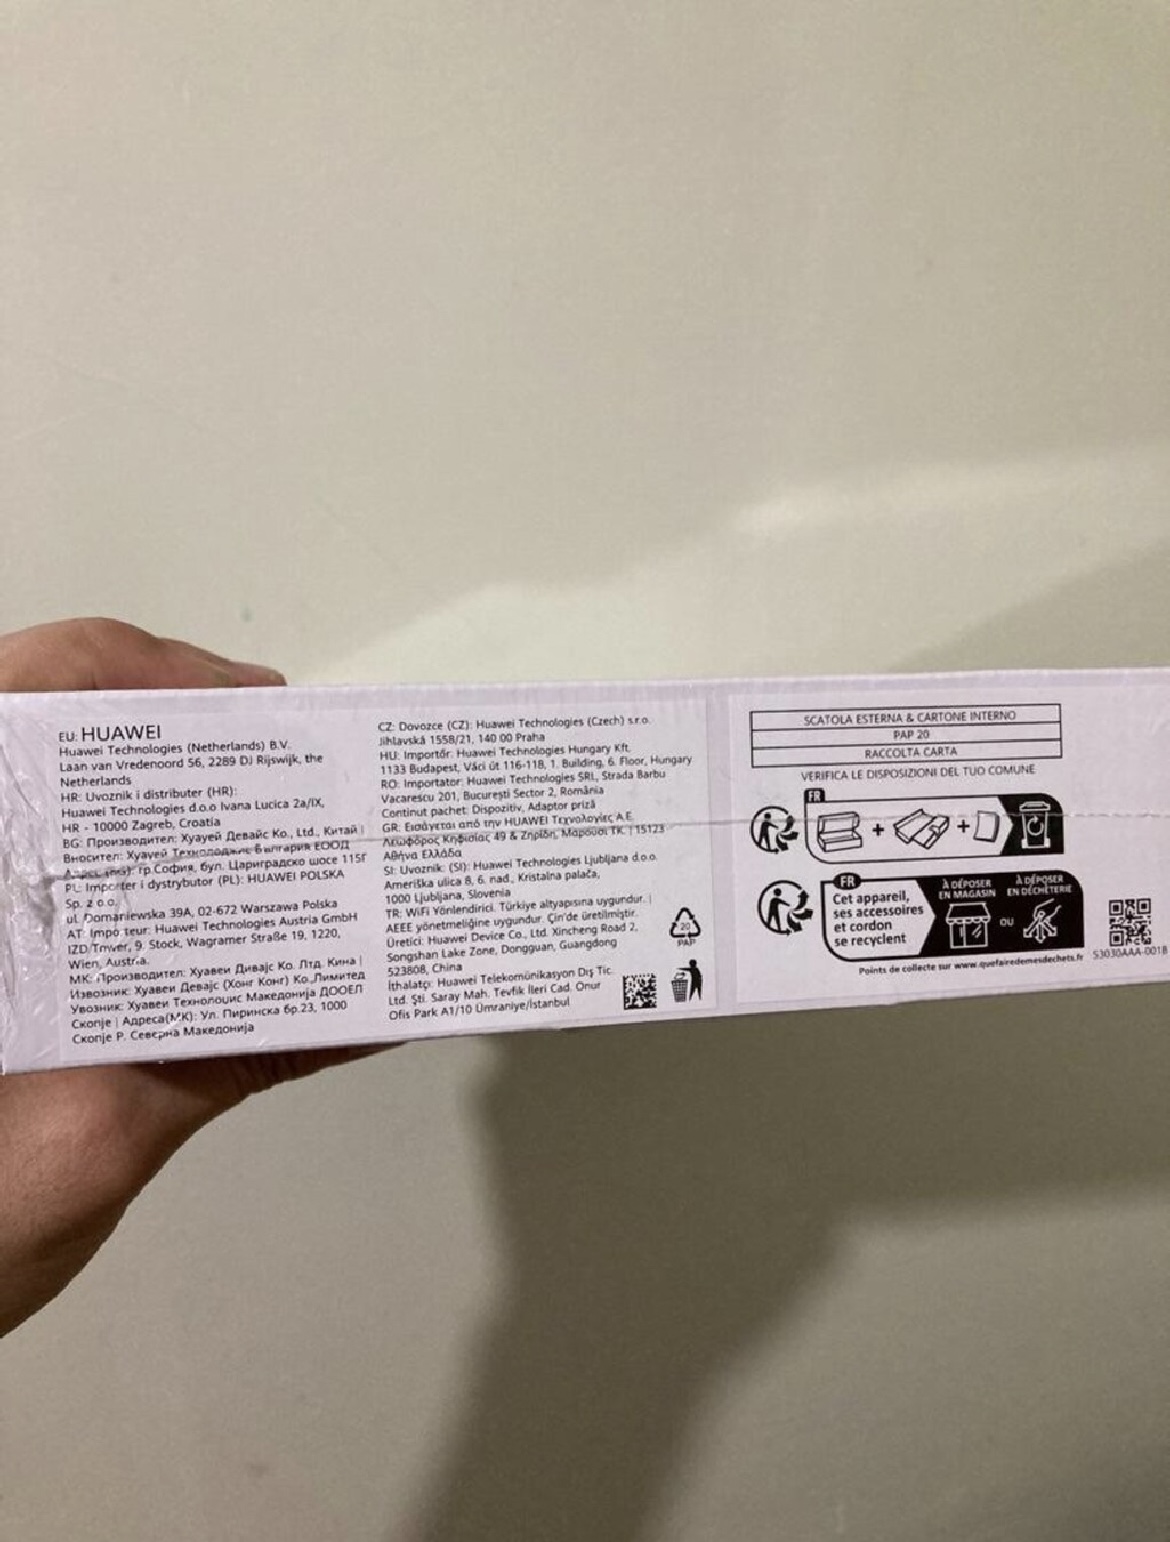 EU: HUAWEI
Huawei Technologies (Netherlands) B.V.
Laan van Vredenoord 56, 2289 DJ Rijswijk, the
Netherlands
HR: Uvoznik i distributer (HR):
Huawei Technologies d.o.o Ivana Lucica 2a/IX,
HR - 10000 Zagreb, Croatia
BG: Производител: Хуауей Девайс Ко., Ltd., Китай |
Вносител: Хуауей Технолоджис България ЕООД
гр.София, бул. Цариградско шосе 115г
PL: Importer i dystrybutor (PL): HUAWEI POLSKA
Sp. z o.o.
ul. Domaniewska 39A, 02-672 Warszawa Polska
AT: Importeur: Huawei Technologies Austria GmbH
IZD Tower, 9. Stock, Wagramer Straße 19, 1220,
Wien, Austria.
MK: Производител: Хуавеи Дивајс Ко. Лтд. Кина |
Извозник: Хуавеи Девајс (Хонг Конг) Ко.,Лимител
Увозник: Хуавеи Технолоџис Македонија ДООЕЛ
Скопје | Адреса(МК): Ул. Пиринска бр.23, 1000
Скопје Р. Северна Македонија
CZ: Dovozce (CZ): Huawei Technologies (Czech) s.r.o.
Jihlavská 1558/21, 140 00 Praha
HU: Importőr: Huawei Technologies Hungary Kft.
1133 Budapest, Váci út 116-118, 1. Building, 6. Floor, Hungary
RO: Importator: Huawei Technologies SRL, Strada Barbu
Vacarescu 201, București Sector 2, România
Continut pachet: Dispozitiv, Adaptor priză
GR: Εισάγεται από την HUAWEI Τεχνολογίες Α.Ε.
Λεωφόρος Κηφισίας 49 & Ζηρίδη, Μαρούσι ΤΚ. | 15123
Αθήνα Ελλάδα
SI: Uvoznik: (SI): Huawei Technologies Ljubljana d.o.o.
Ameriška ulica 8, 6. nad., Kristalna palača,
1000 Ljubljana, Slovenia
TR: WiFi Yönlendirici. Türkiye altyapısına uygundur. |
AEEE yönetmeliğine uygundur. Çin'de üretilmiştir.
Üretici: Huawei Device Co., Ltd. Xincheng Road 2,
Songshan Lake Zone, Dongguan, Guangdong
523808, China
İthalatçı: Huawei Telekomünikasyon Dış Tic.
Ltd. Şti. Saray Mah. Tevfik İleri Cad. Onur
Ofis Park A1/10 Ümraniye/İstanbul
20
PAP
SCATOLA ESTERNA & CARTONE INTERNO
PAP 20
RACCOLTA CARTA
VERIFICA LE DISPOSIZIONI DEL TUO COMUNE
FR
+ +
FR
Cet appareil,
ses accessoires
et cordon
se recyclent
À DÉPOSER
EN MAGASIN
OU
À DÉPOSER
EN DÉCHÈTERIE
Points de collecte sur www.quefairedemesdechets.fr
53030AAA-001B